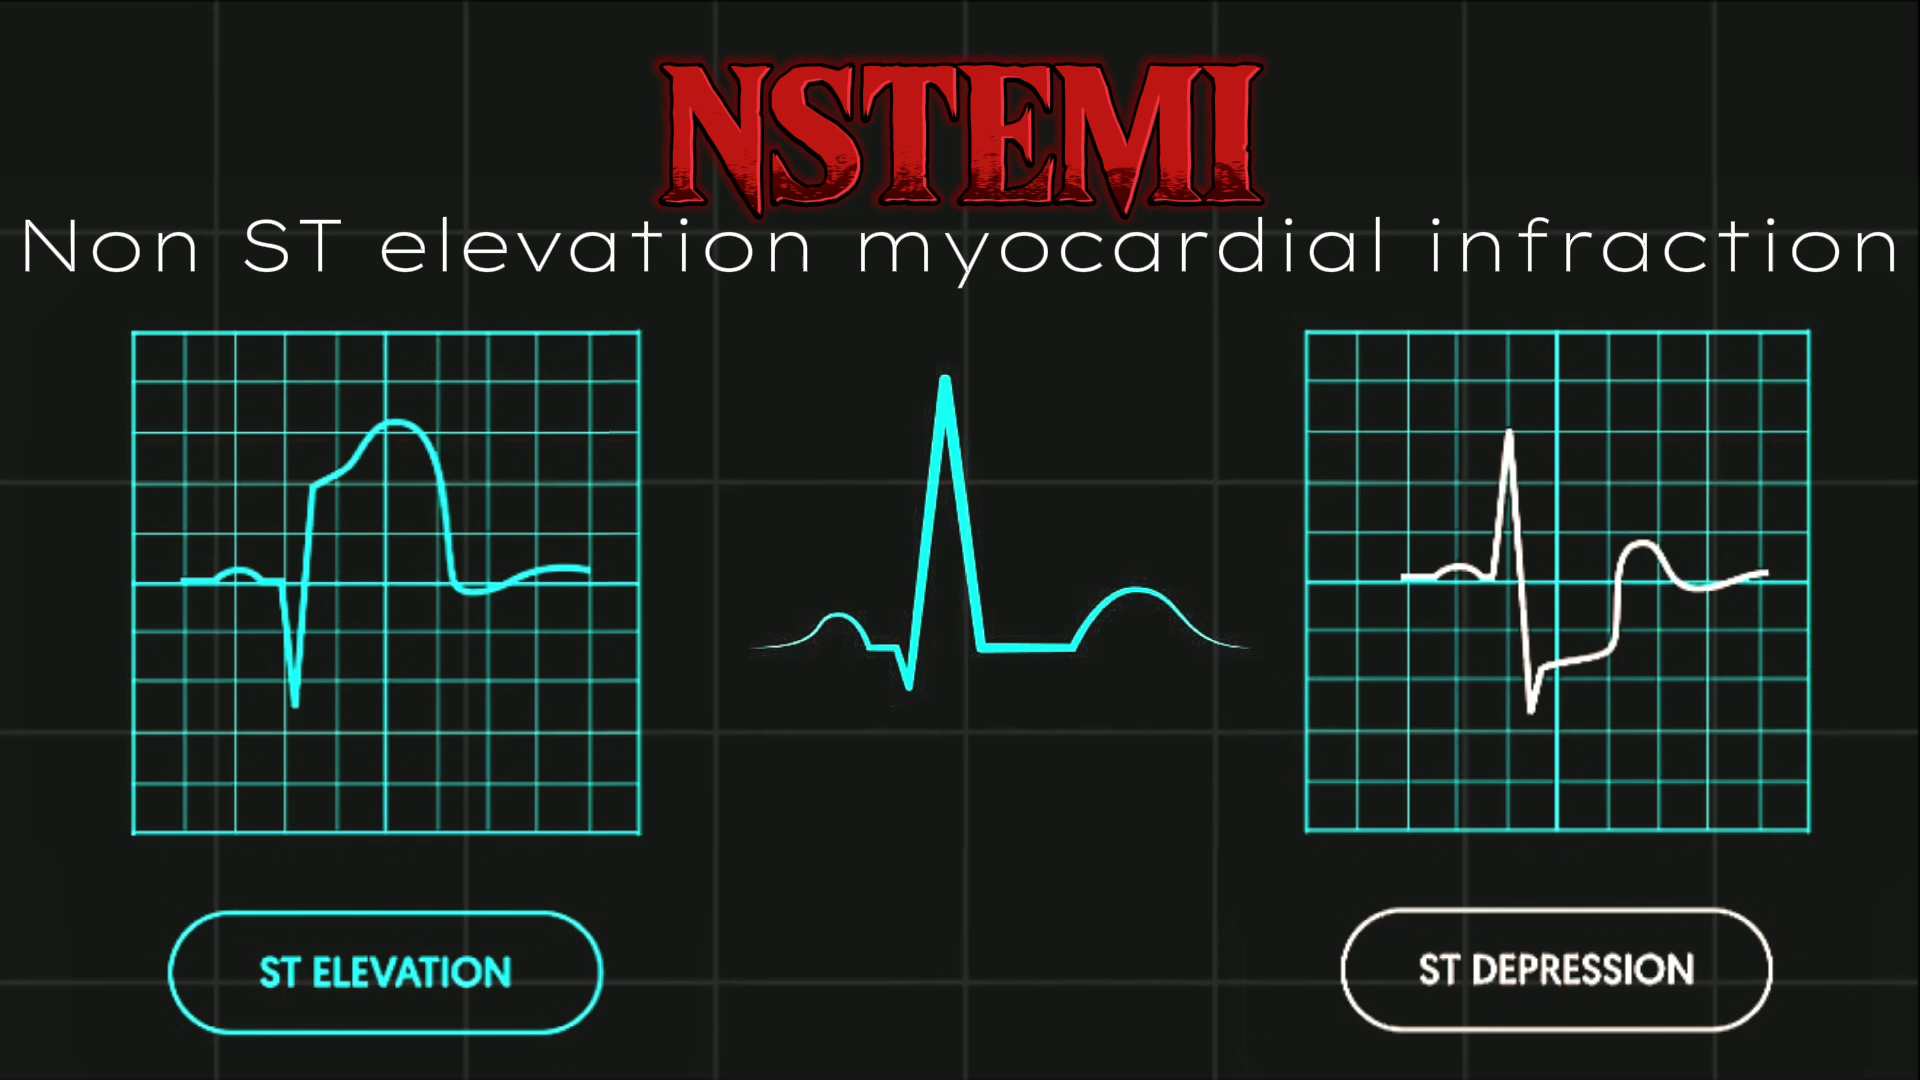 NSTEMI
Non ST elevation myocardial infraction
ST ELEVATION
ST DEPRESSION